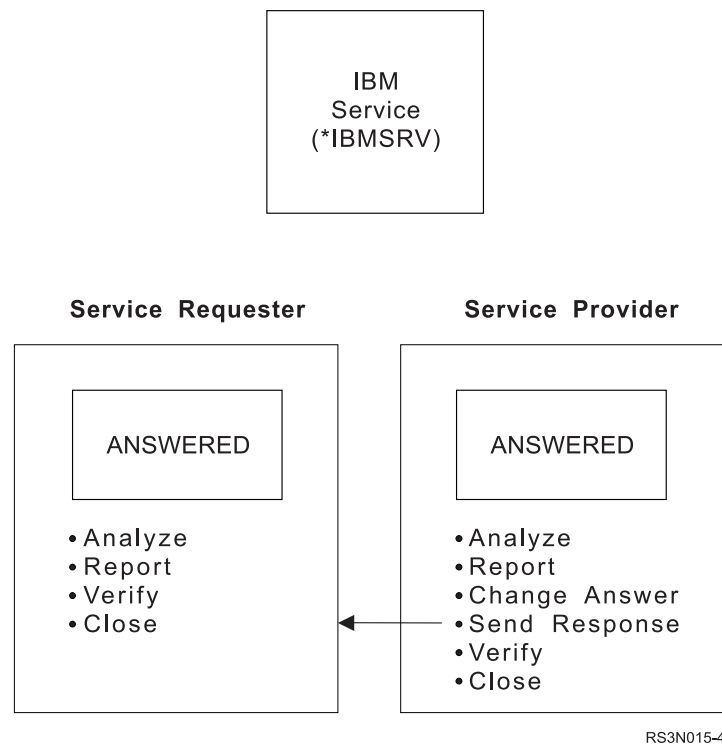 IBM
Service
(*IBMSRV)
Service Requester
ANSWERED
• Analyze
• Report
• Verify
• Close
Service Provider
ANSWERED
• Analyze
• Report
• Change Answer
• Send Response
• Verify
• Close
RS3N015-4